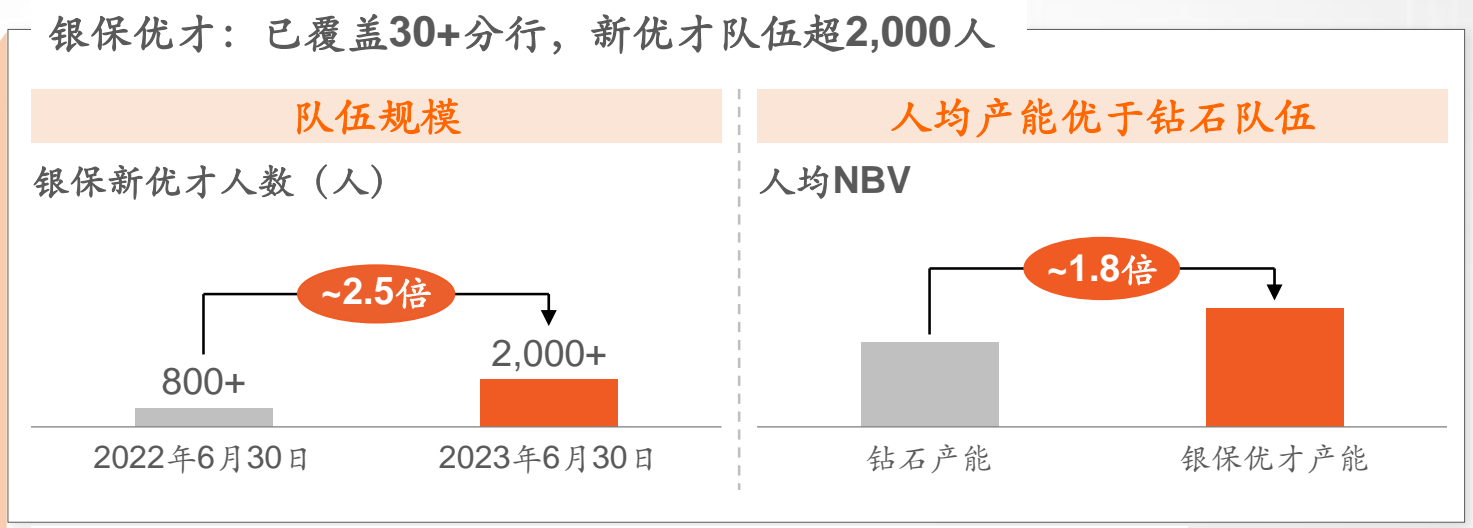 银保优才：已覆盖30+分行，新优才队伍超2,000人
队伍规模
银保新优才人数（人）
~2.5倍
800+
2,000+
2022年6月30日
2023年6月30日
人均产能优于钻石队伍
人均NBV
~1.8倍
钻石产能
银保优才产能